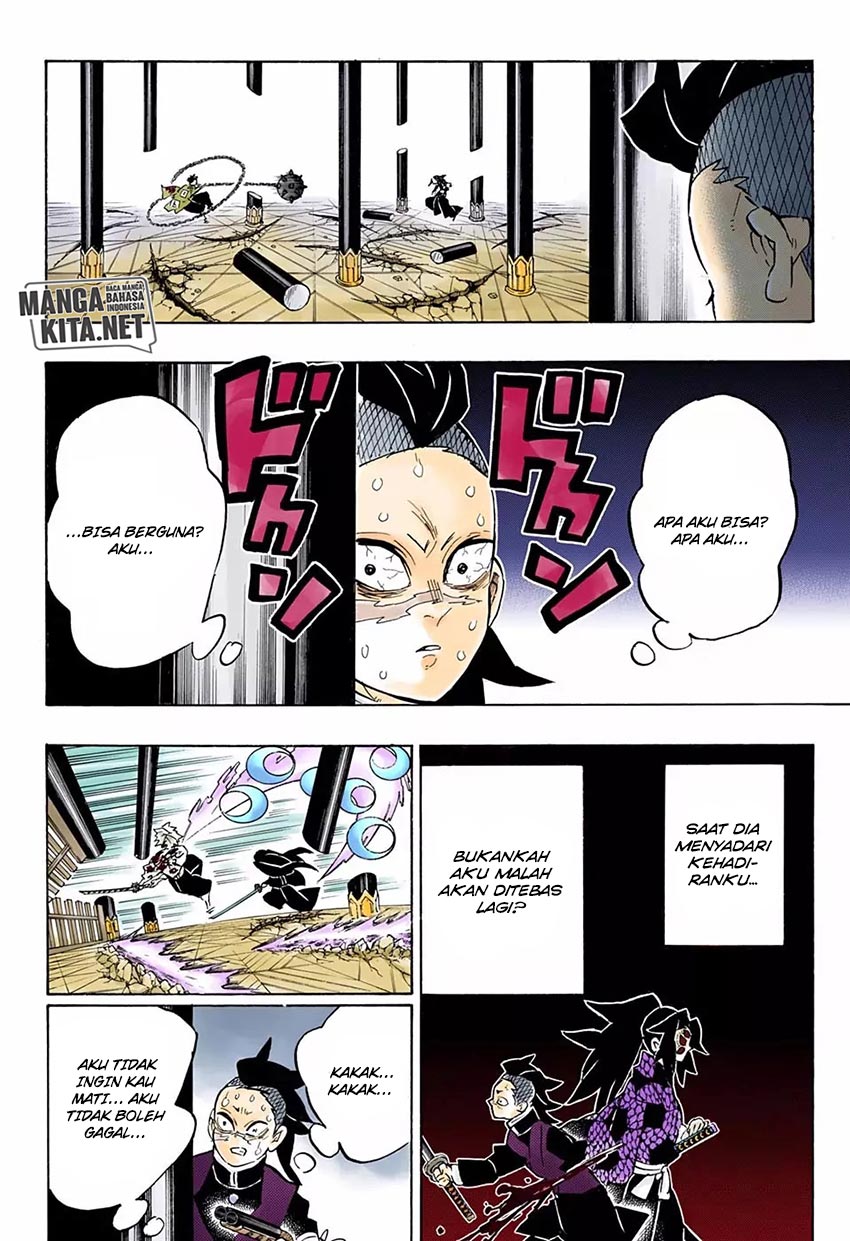 MANGA
KITA.NET
BACA MANGA
BAHASA
INDONESIA
APA AKU BISA?
APA AKU...
ドクン
ドクン
...BISA BERGUNA?
AKU...
SAAT DIA
MENYADARI
KEHADI-
RANKU...
BUKANKAH
AKU MALAH
AKAN DITEBAS
LAGI?
KAKAK...
KAKAK...
AKU TIDAK
INGIN KAU
MATI... AKU
TIDAK BOLEH
GAGAL...